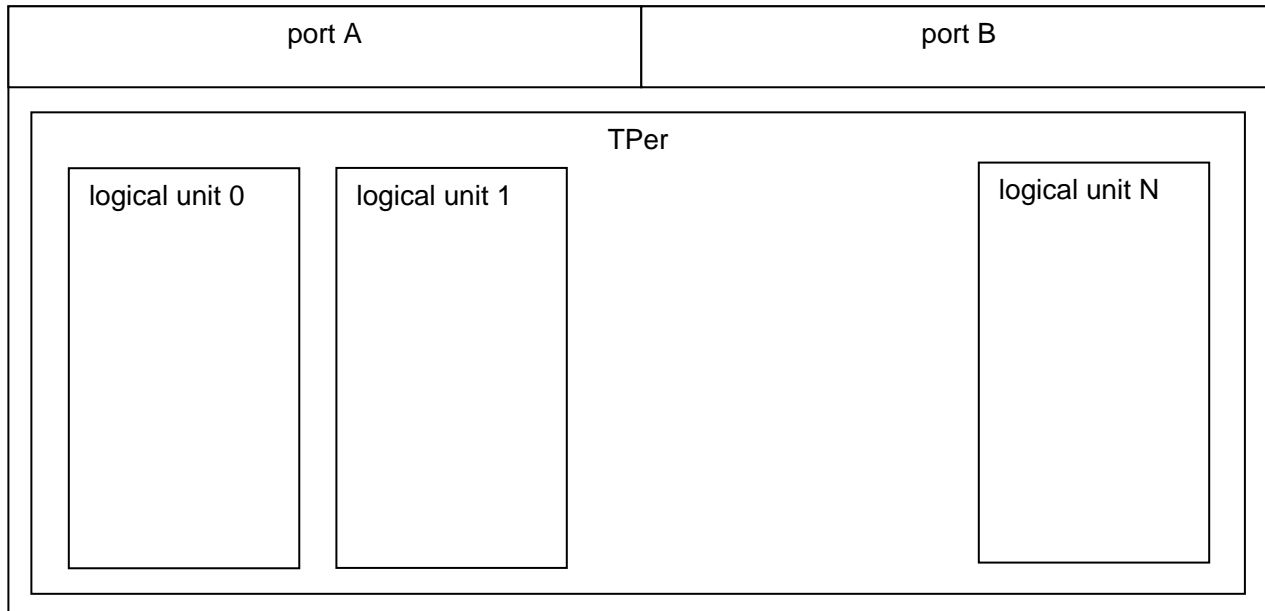 port A
port B
TPer
logical unit 0
logical unit 1
logical unit N